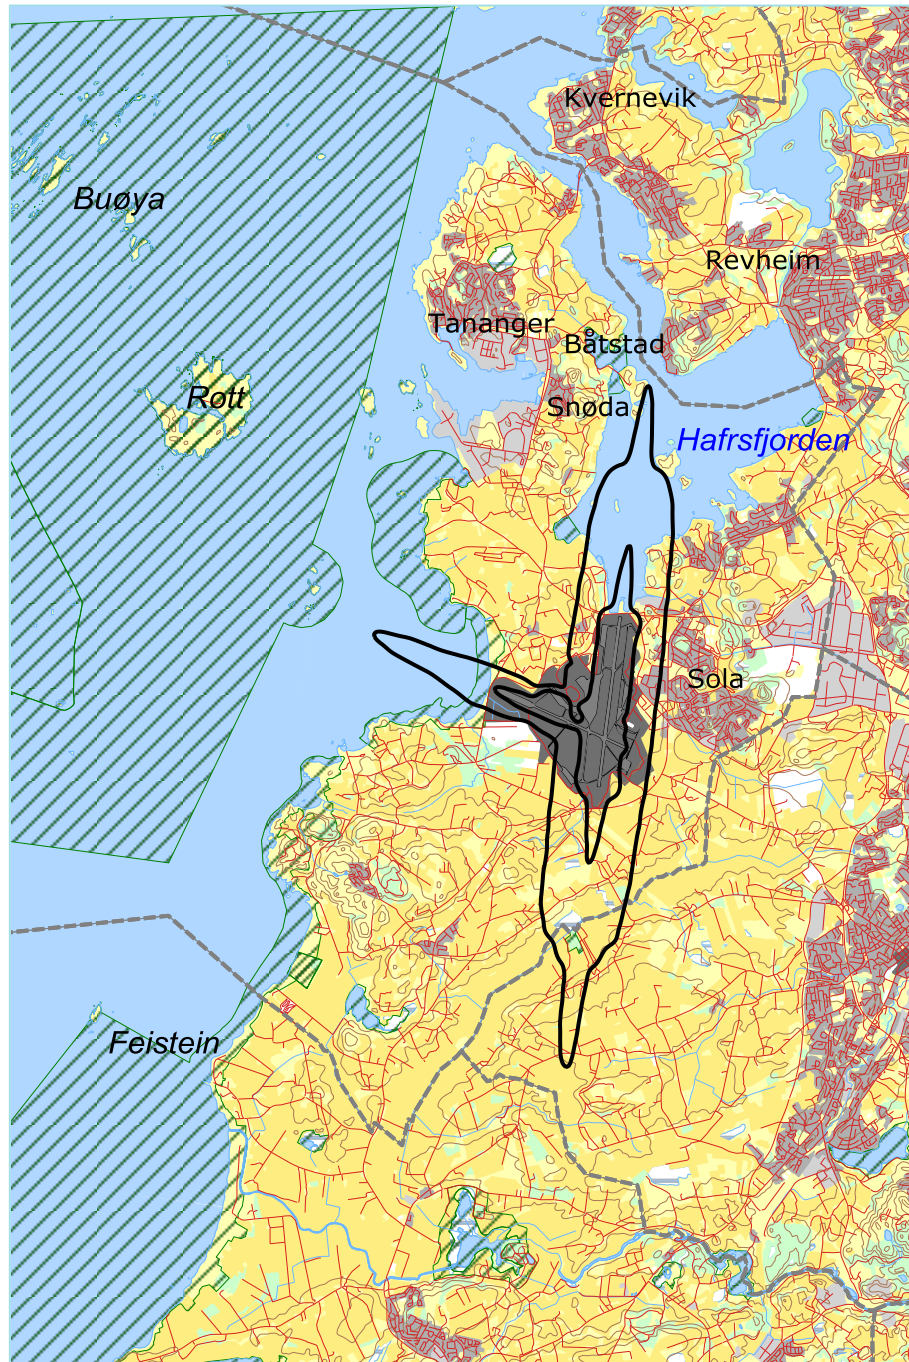 Kvernevik
Buøya
Revheim
Tananger
Båtstad
Rott
Snøda
Hafrsfjorden
Sola
Feistein